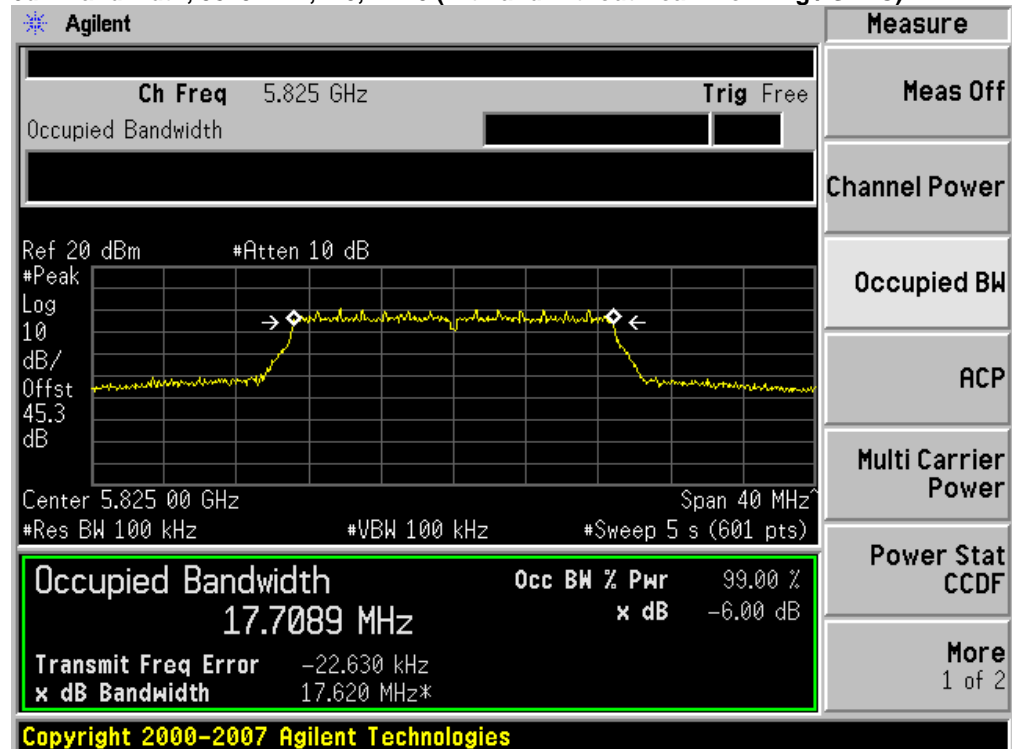 Agilent
Measure
Ch Freq 5.825 GHz
Trig Free
Occupied Bandwidth
Meas Off
Channel Power
Occupied BW
ACP
Multi Carrier
Power
Power Stat
CCDF
More
1 of 2
Ref 20 dBm #Atten 10 dB
#Peak
Log
10
dB/
Offst
45.3
dB
Center 5.825 00 GHz
Span 40 MHz^
#Res BW 100 kHz #VBW 100 kHz #Sweep 5 s (601 pts)
Occupied Bandwidth
17.7089 MHz
Occ BW % Pwr 99.00 %
x dB -6.00 dB
Transmit Freq Error -22.630 kHz
x dB Bandwidth 17.620 MHz*
Copyright 2000-2007 Agilent Technologies